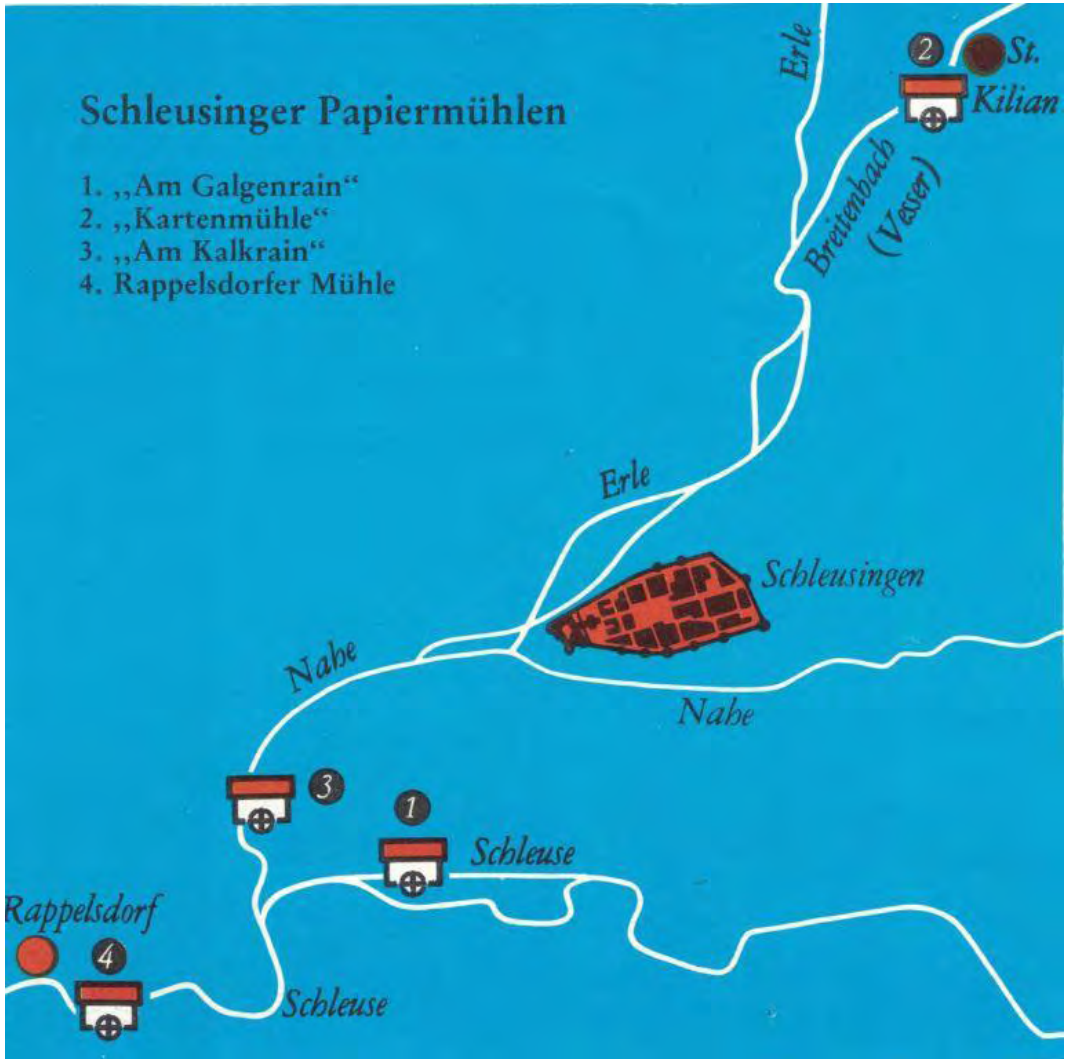 Schleusinger Papiermühlen
1. „Am Galgenrain“
2. „Kartenmühle“
3. „Am Kalkrain“
4. Rappelsdorfer Mühle
Erle
2
St.
Kilian
Breitenbach
(Vesser)
Erle
Schleusingen
Nahe
Nahe
3
1
Schleuse
Rappelsdorf
4
Schleuse